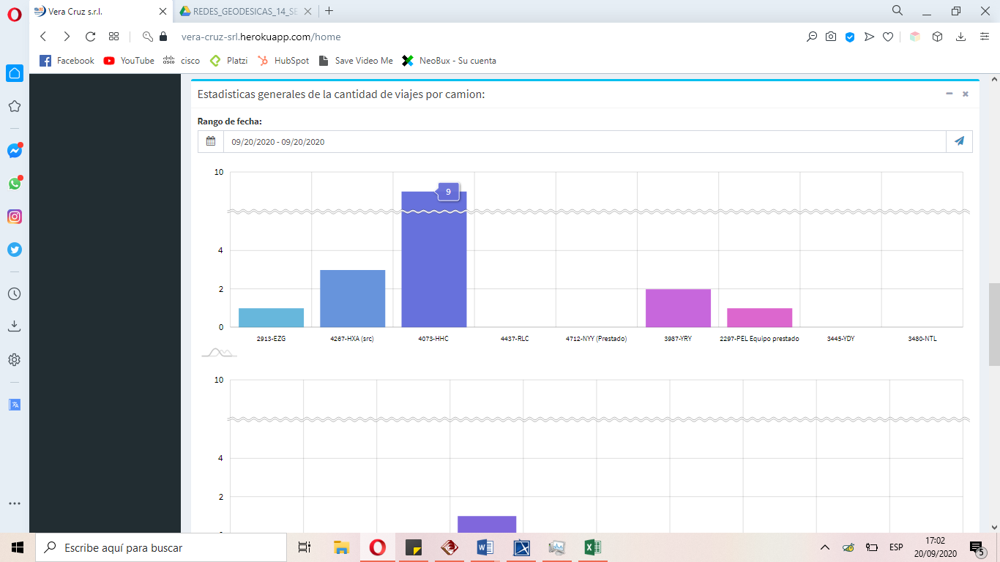 Vera Cruz s.r.l.
REDES_GEODESICAS_14_SE
vera-cruz-srl.herokuapp.com/home
Facebook YouTube cisco Platzi HubSpot Save Video Me NeoBux - Su cuenta
Estadisticas generales de la cantidad de viajes por camion:
Rango de fecha:
09/20/2020 - 09/20/2020
10
9
4
2
0
2913-EZG 4267-HXA (src) 4073-HHC 4437-RLC 4712-NYY (Prestado) 3987-YRY 2297-PEL Equipo prestado 3445-YDY 3480-NTL
10
4
2
Escribe aquí para buscar
ESP
17:02
20/09/2020
5